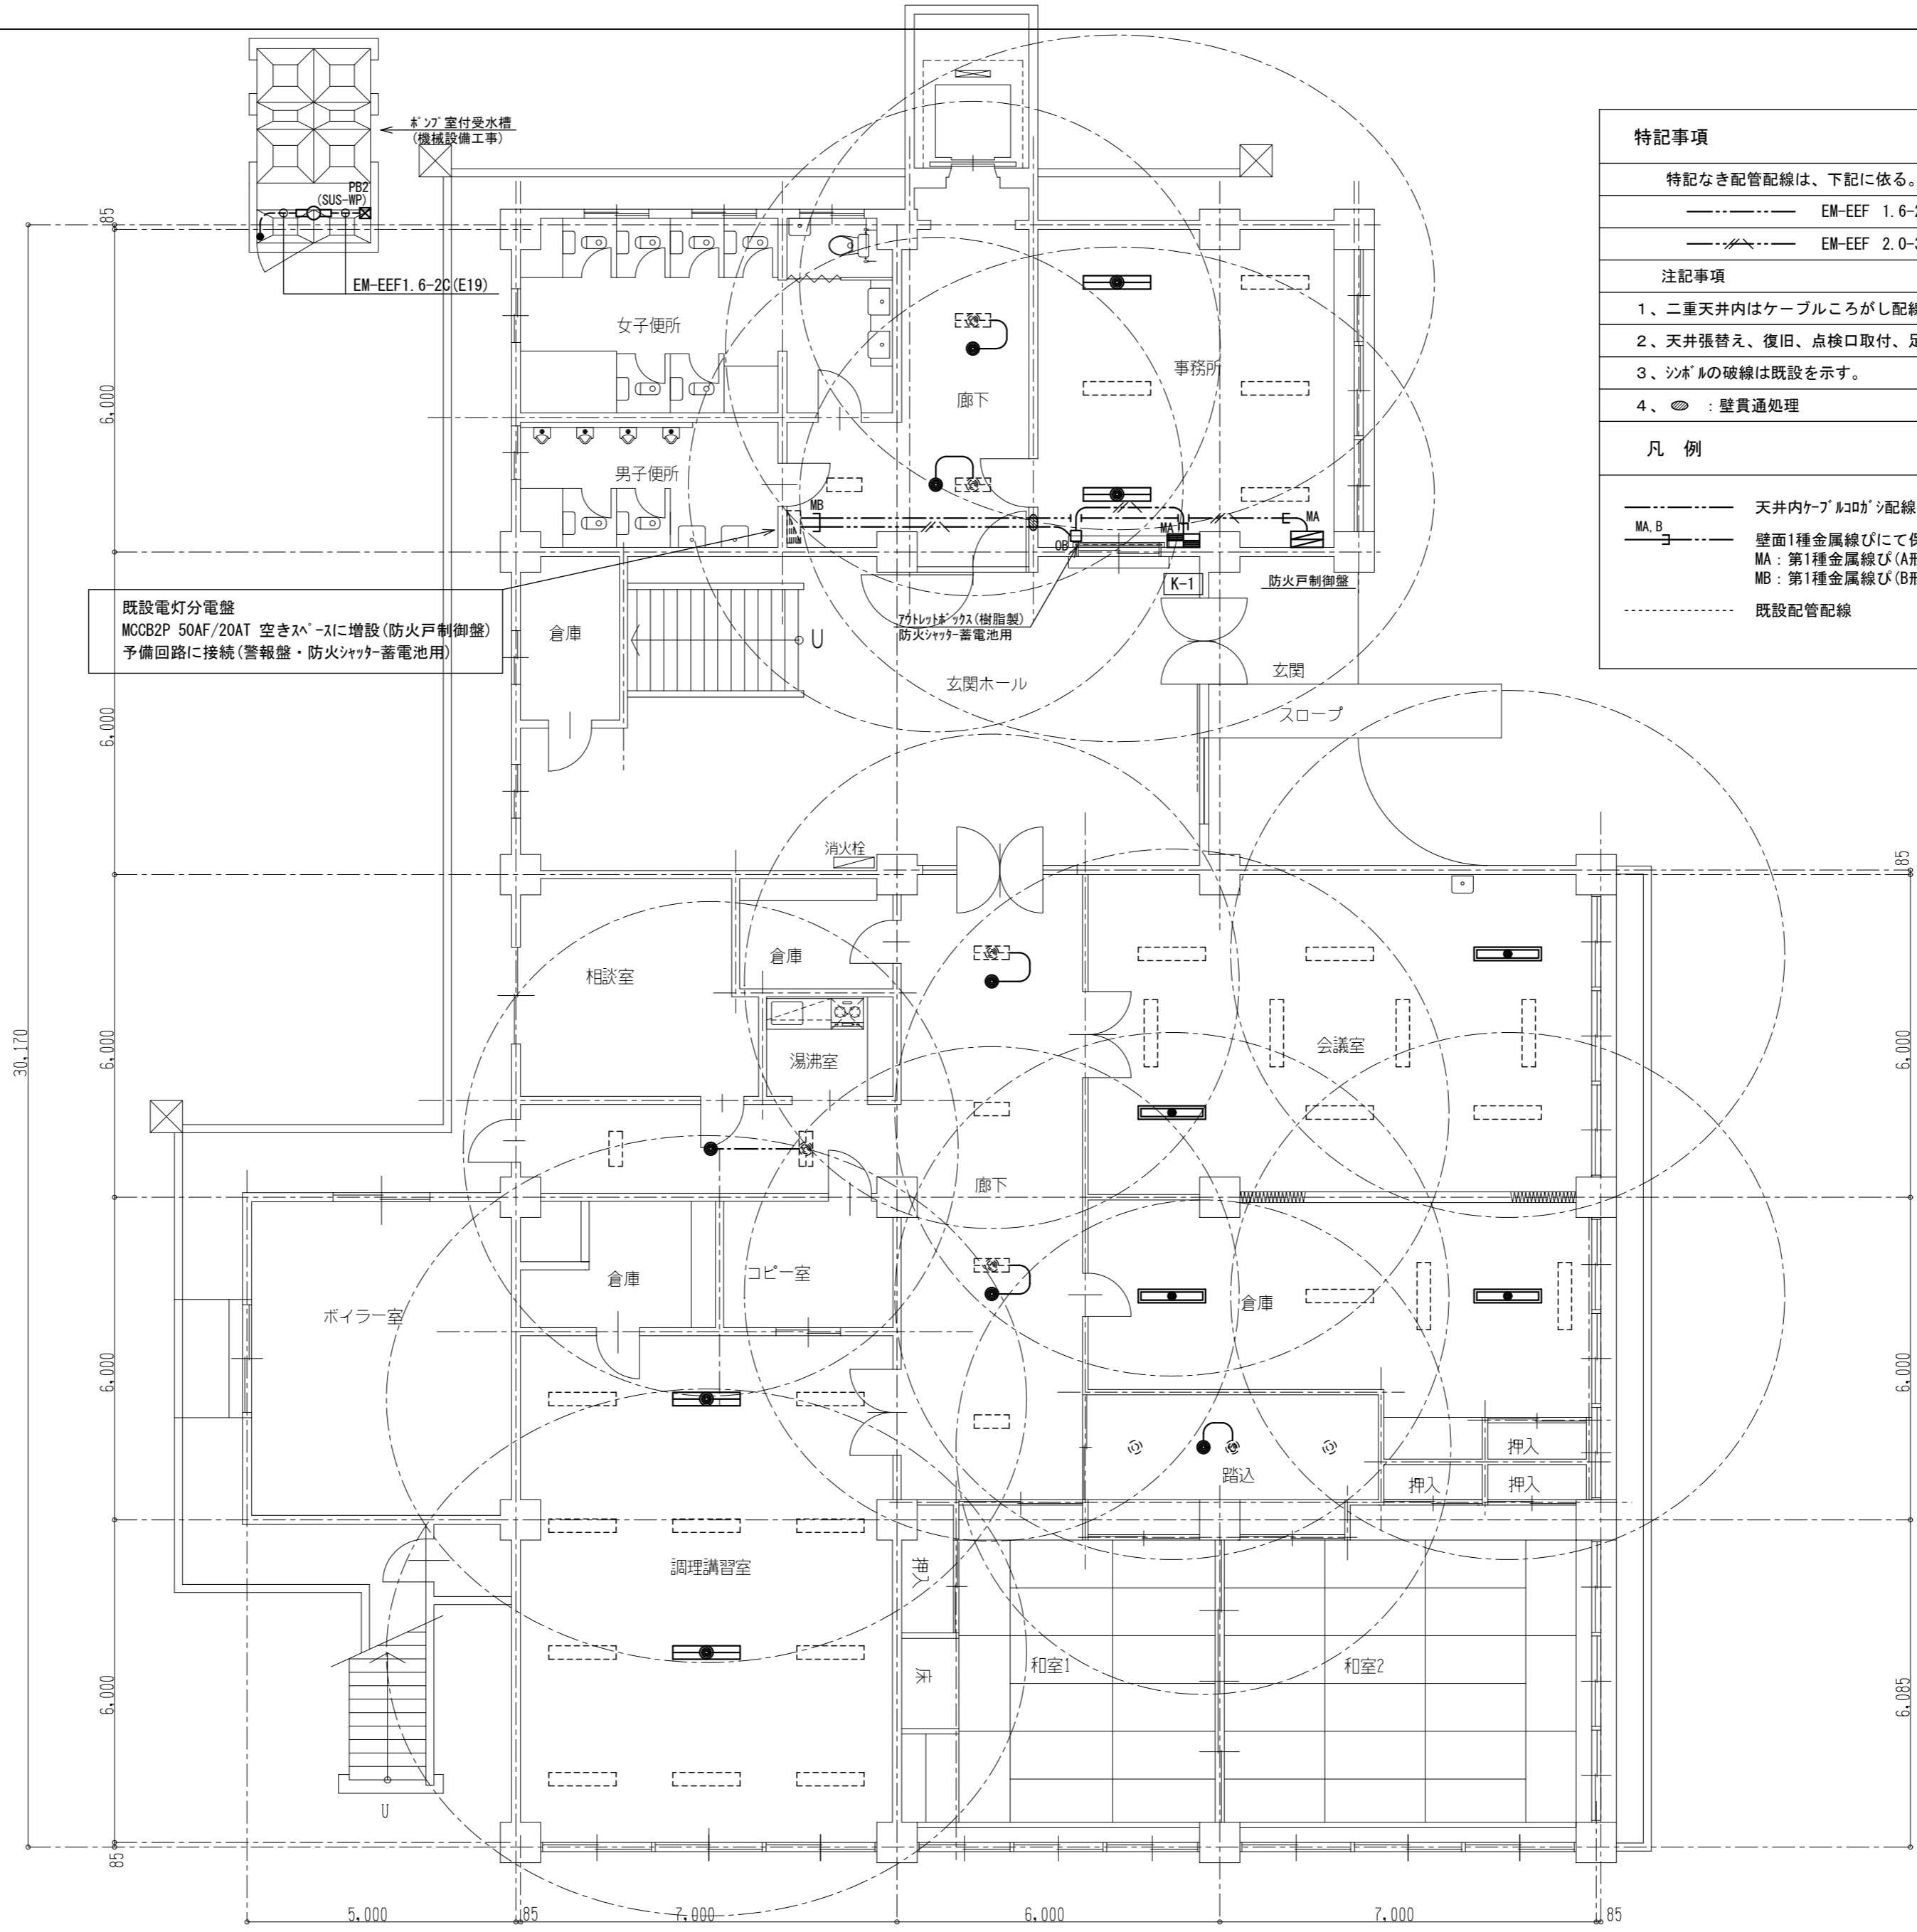 ﾎﾟﾝﾌﾟ室付受水槽
(機械設備工事)
PB2
(SUS-WP)
EM-EEF1.6-2C(E19)
特記事項
特記なき配管配線は、下記に依る。
EM-EEF 1.6-2
EM-EEF 2.0-3
注記事項
1、二重天井内はケーブルころがし配線
2、天井張替え、復旧、点検口取付、足
3、ｼﾝﾎﾞﾙの破線は既設を示す。
4、 ：壁貫通処理
凡 例
天井内ｹｰﾌﾞﾙｺﾛｶﾞｼ配線
MA,B
壁面1種金属線ぴにて保
MA：第1種金属線ぴ(A形
MB：第1種金属線ぴ(B形
既設配管配線
女子便所
廊下
事務所
男子便所
MB
MA
MA
OB
K-1
防火戸制御盤
既設電灯分電盤
MCCB2P 50AF/20AT 空きｽﾍﾟｰｽに増設(防火戸制御盤)
予備回路に接続(警報盤・防火ｼｬｯﾀｰ蓄電池用)
ｱｳﾄﾚｯﾄﾎﾞｯｸｽ(樹脂製)
防火ｼｬｯﾀｰ蓄電池用
倉庫
U
玄関ホール
玄関
スロープ
消火栓
相談室
倉庫
湯沸室
会議室
廊下
ボイラー室
倉庫
コピー室
倉庫
踏込
押入
押入
押入
調理講習室
押入
床
和室1
和室2
U
85
6,000
6,000
6,000
6,000
6,000
85
30,170
85
6,000
6,000
6,085
5,000
85
7,000
6,000
7,000
85